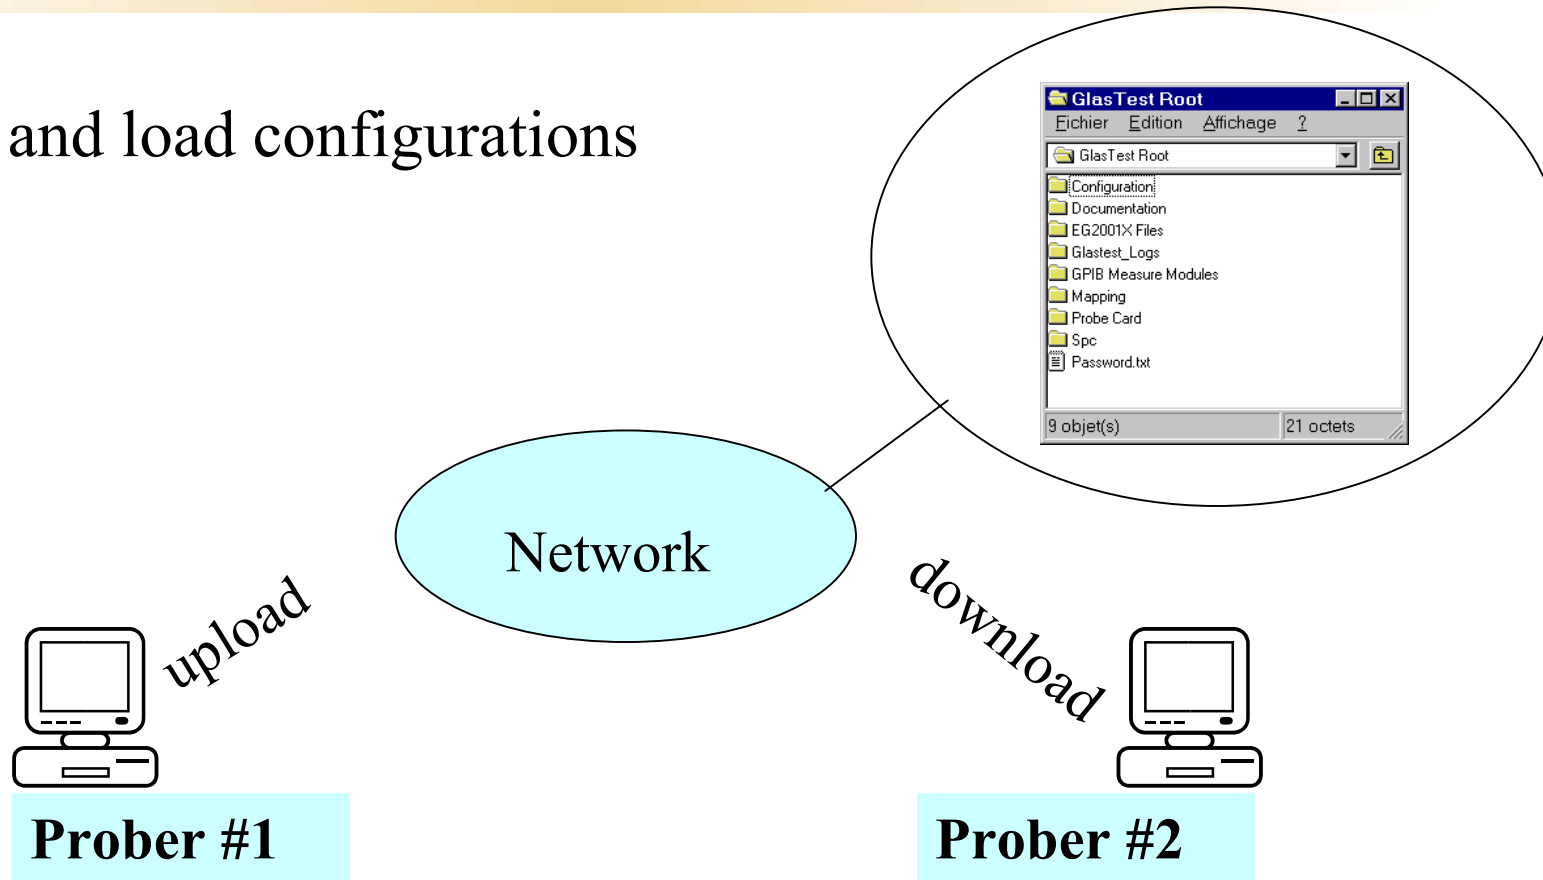 and load configurations
GlasTest Root
Fichier Edition Affichage ?
GlasTest Root
Configuration
Documentation
EG2001X Files
Glastest_Logs
GPIB Measure Modules
Mapping
Probe Card
Spc
Password.txt
9 objet(s) 21 octets
Network
upload
download
Prober #1
Prober #2